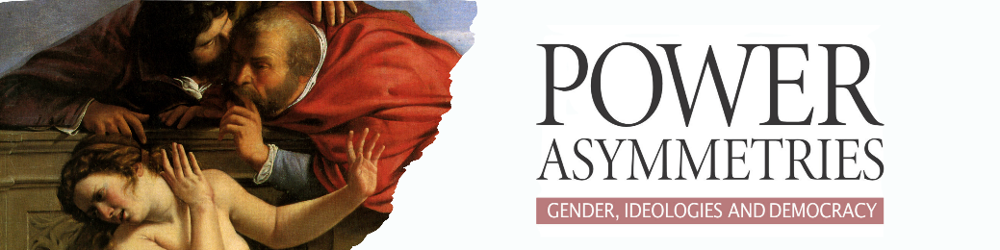 POWER
ASYMMETRIES
GENDER, IDEOLOGIES AND DEMOCRACY